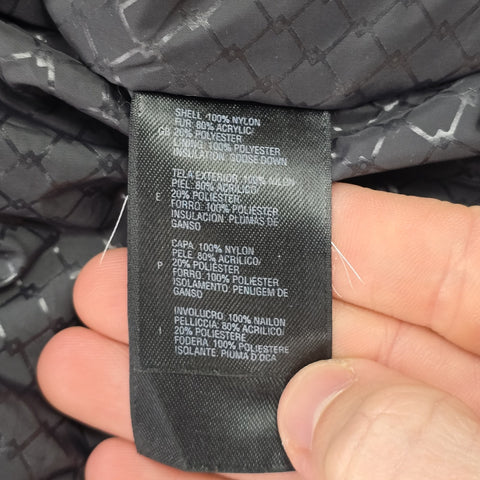 SHELL: 100% NYLON
FUR: 80% ACRYLIC/
GB 20% POLYESTER
LINING: 100% POLYESTER
INSULATION: GOOSE DOWN
TELA EXTERIOR: 100% NILON
PIEL: 80% ACRILICO/
E 20% POLIESTER
FORRO: 100% POLIESTER
INSULACION: PLUMAS DE
GANSO
CAPA: 100% NYLON
PELE: 80% ACRILICO/
P 20% POLIÉSTER
FORRO: 100% POLIESTER
ISOLAMENTO: PENUGEM DE
GANSO
INVOLUCRO: 100% NAILON
PELLICCIA: 80% ACRILICO/
I 20% POLIESTERE
FODERA: 100% POLIESTERE
ISOLANTE: PIUMA D'OCA